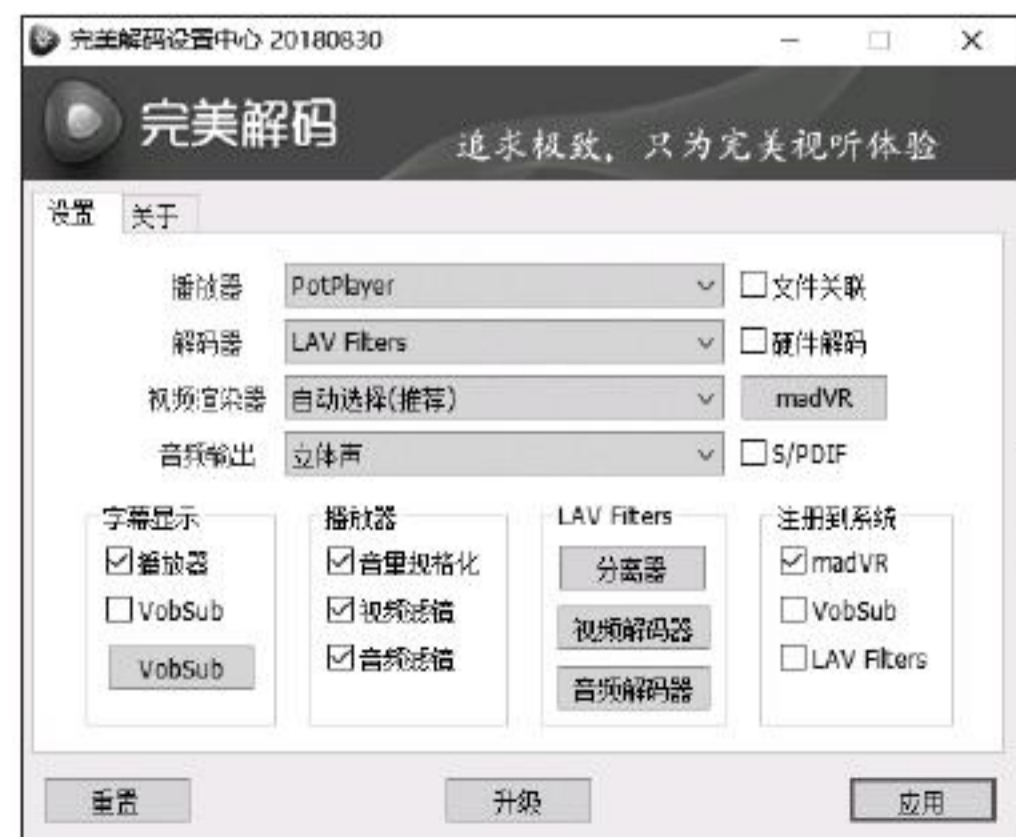 完美解码设置中心 20180830
完美解码
追求极致，只为完美视听体验
设置 关于
播放器 PotPlayer 文件关联
解码器 LAV Filters 硬件解码
视频渲染器 自动选择(推荐) madVR
音频输出 立体声 S/PDIF
字幕显示 播放器 LAV Filters 注册到系统
播放器 音量规格化 分离器 madVR
VobSub 视频滤镜 视频解码器 VobSub
VobSub 音频滤镜 音频解码器 LAV Filters
重置 升级 应用